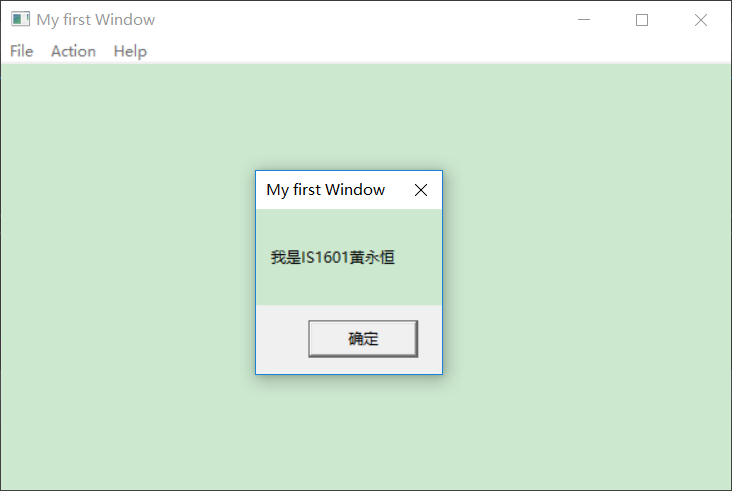 My first Window
File Action Help
My first Window
我是IS1601黄永恒
确定